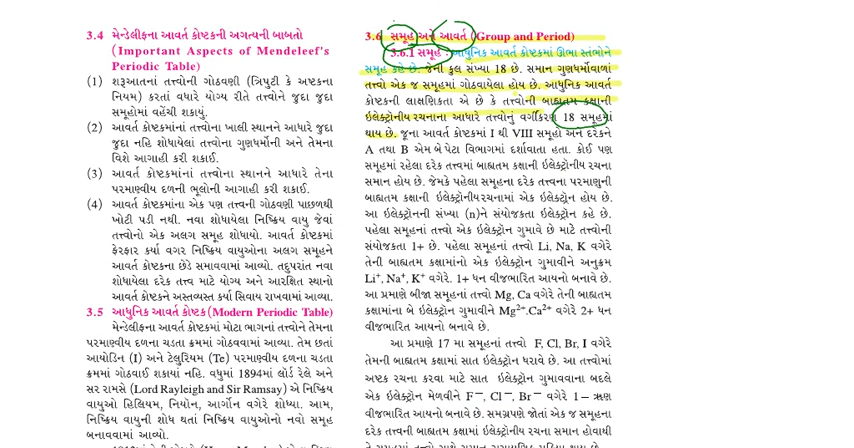 3.4 મેન્ડેલીફના આવર્ત કોષ્ટકની અગત્યની બાબતો
(Important Aspects of Mendeleef's
Periodic Table)
(1) શરૂઆતનાં તત્ત્વોની ગોઠવણી (ત્રિપુટી કે અષ્ટકના
નિયમ) કરતાં વધારે યોગ્ય રીતે તત્ત્વોને જુદા જુદા
સમૂહોમાં વહેંચી શકાયું.
(2) આવર્ત કોષ્ટકમાંના તત્ત્વોના ખાલી સ્થાનને આધારે જુદા
જુદા નહિ શોધાયેલાં તત્ત્વોના ગુણધર્મોની અને તેમના
વિશે આગાહી કરી શકાઈ.
(3) આવર્ત કોષ્ટકમાંનાં તત્ત્વોના સ્થાનને આધારે તેના
પરમાણ્વીય દળની ભૂલોની આગાહી કરી શકાઈ.
(4) આવર્ત કોષ્ટકમાંના એક પણ તત્ત્વની ગોઠવણી પાછળથી
ખોટી પડી નથી. નવા શોધાયેલા નિષ્ક્રિય વાયુ જેવાં
તત્ત્વોનો એક અલગ સમૂહ શોધાયો. આવર્ત કોષ્ટકમાં
ફેરફાર કર્યા વગર નિષ્ક્રિય વાયુઓના અલગ સમૂહને
આવર્ત કોષ્ટકના છેડે સમાવવામાં આવ્યો. તદુપરાંત નવા
શોધાયેલા દરેક તત્ત્વ માટે યોગ્ય અને આરક્ષિત સ્થાનો
આવર્ત કોષ્ટકને અસ્તવ્યસ્ત કર્યા સિવાય રાખવામાં આવ્યા.
3.5 આધુનિક આવર્ત કોષ્ટક (Modern Periodic Table)
મેન્ડેલીફના આવર્ત કોષ્ટકમાં મોટા ભાગનાં તત્ત્વોને તેમના
પરમાણ્વીય દળના ચડતા ક્રમમાં ગોઠવવામાં આવ્યા. તેમ છતાં
આયોડિન (I) અને ટેલુરિયમ (Te) પરમાણ્વીય દળના ચડતા
ક્રમમાં ગોઠવાઈ શકાયાં નહિ. વધુમાં 1894માં લોર્ડ રેલે અને
સર રામસે (Lord Rayleigh and Sir Ramsay) એ નિષ્ક્રિય
વાયુઓ હિલિયમ, નિયૉન, આર્ગોન વગેરે શોધ્યા. આમ,
નિષ્ક્રિય વાયુની શોધ થતાં નિષ્ક્રિય વાયુઓનો નવો સમૂહ
બનાવવામાં આવ્યો.
3.6 સમૂહ અને આવર્ત (Group and Period)
3.6.1 સમૂહ : આધુનિક આવર્ત કોષ્ટકમાં ઊભા સ્તંભોને
સમૂહ કહે છે. જેની કુલ સંખ્યા 18 છે. સમાન ગુણધર્મોવાળાં
તત્ત્વો એક જ સમૂહમાં ગોઠવાયેલા હોય છે. આધુનિક આવર્ત
કોષ્ટકની લાક્ષણિકતા એ છે કે તત્ત્વોની બાહ્યતમ કક્ષાની
ઇલેક્ટ્રોનીય રચનાના આધારે તત્ત્વોનું વર્ગીકરણ 18 સમૂહમાં
થાય છે. જૂના આવર્ત કોષ્ટકમાં I થી VIII સમૂહો અને દરેકને
A તથા B એમ બે પેટા વિભાગમાં દર્શાવાતા હતા. કોઈ પણ
સમૂહમાં રહેલા દરેક તત્ત્વમાં બાહ્યતમ કક્ષાની ઇલેક્ટ્રોનીય રચના
સમાન હોય છે. જેમકે પહેલા સમૂહના દરેક તત્ત્વના પરમાણુની
બાહ્યતમ કક્ષાની ઇલેક્ટ્રોનીયરચનામાં એક ઇલેક્ટ્રૉન હોય છે.
આ ઇલેક્ટ્રૉનની સંખ્યા (n)ને સંયોજકતા ઇલેક્ટ્રૉન કહે છે.
પહેલા સમૂહનાં તત્ત્વો એક ઇલેક્ટ્રૉન ગુમાવે છે માટે તત્ત્વોની
સંયોજકતા 1+ છે. પહેલા સમૂહનાં તત્ત્વો Li, Na, K વગેરે
તેની બાહ્યતમ કક્ષામાંનો એક ઇલેક્ટ્રૉન ગુમાવીને અનુક્રમ
Li⁺, Na⁺, K⁺ વગેરે. 1+ ધન વીજભારિત આયનો બનાવે છે.
આ પ્રમાણે બીજા સમૂહનાં તત્ત્વો Mg, Ca વગેરે તેની બાહ્યતમ
કક્ષામાંના બે ઇલેક્ટ્રૉન ગુમાવીને Mg²⁺.Ca²⁺ વગેરે 2+ ધન
વીજભારિત આયનો બનાવે છે.
આ પ્રમાણે 17 મા સમૂહનાં તત્ત્વો F, Cl, Br, I વગેરે
તેમની બાહ્યતમ કક્ષામાં સાત ઇલેક્ટ્રૉન ધરાવે છે. આ તત્ત્વોમાં
અષ્ટક રચના કરવા માટે સાત ઇલેક્ટ્રૉન ગુમાવવાના બદલે
એક ઇલેક્ટ્રૉન મેળવીને F⁻, Cl⁻, Br⁻ વગેરે 1− ઋણ
વીજભારિત આયનો બનાવે છે. સમગ્રપણે જોતાં એક જ સમૂહના
દરેક તત્ત્વની બાહ્યતમ કક્ષાની ઇલેક્ટ્રૉન રચના સમાન હોવાથી